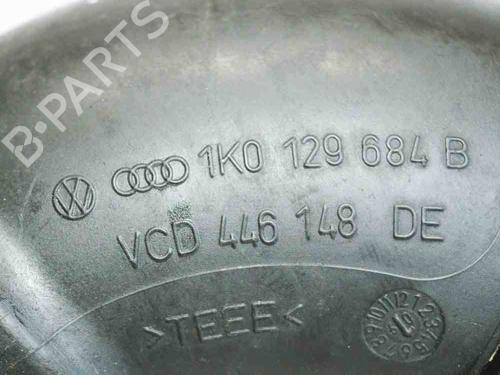 B-PARTS
1K0 129 684 B
VCD 446 148 DE
>TEEE<